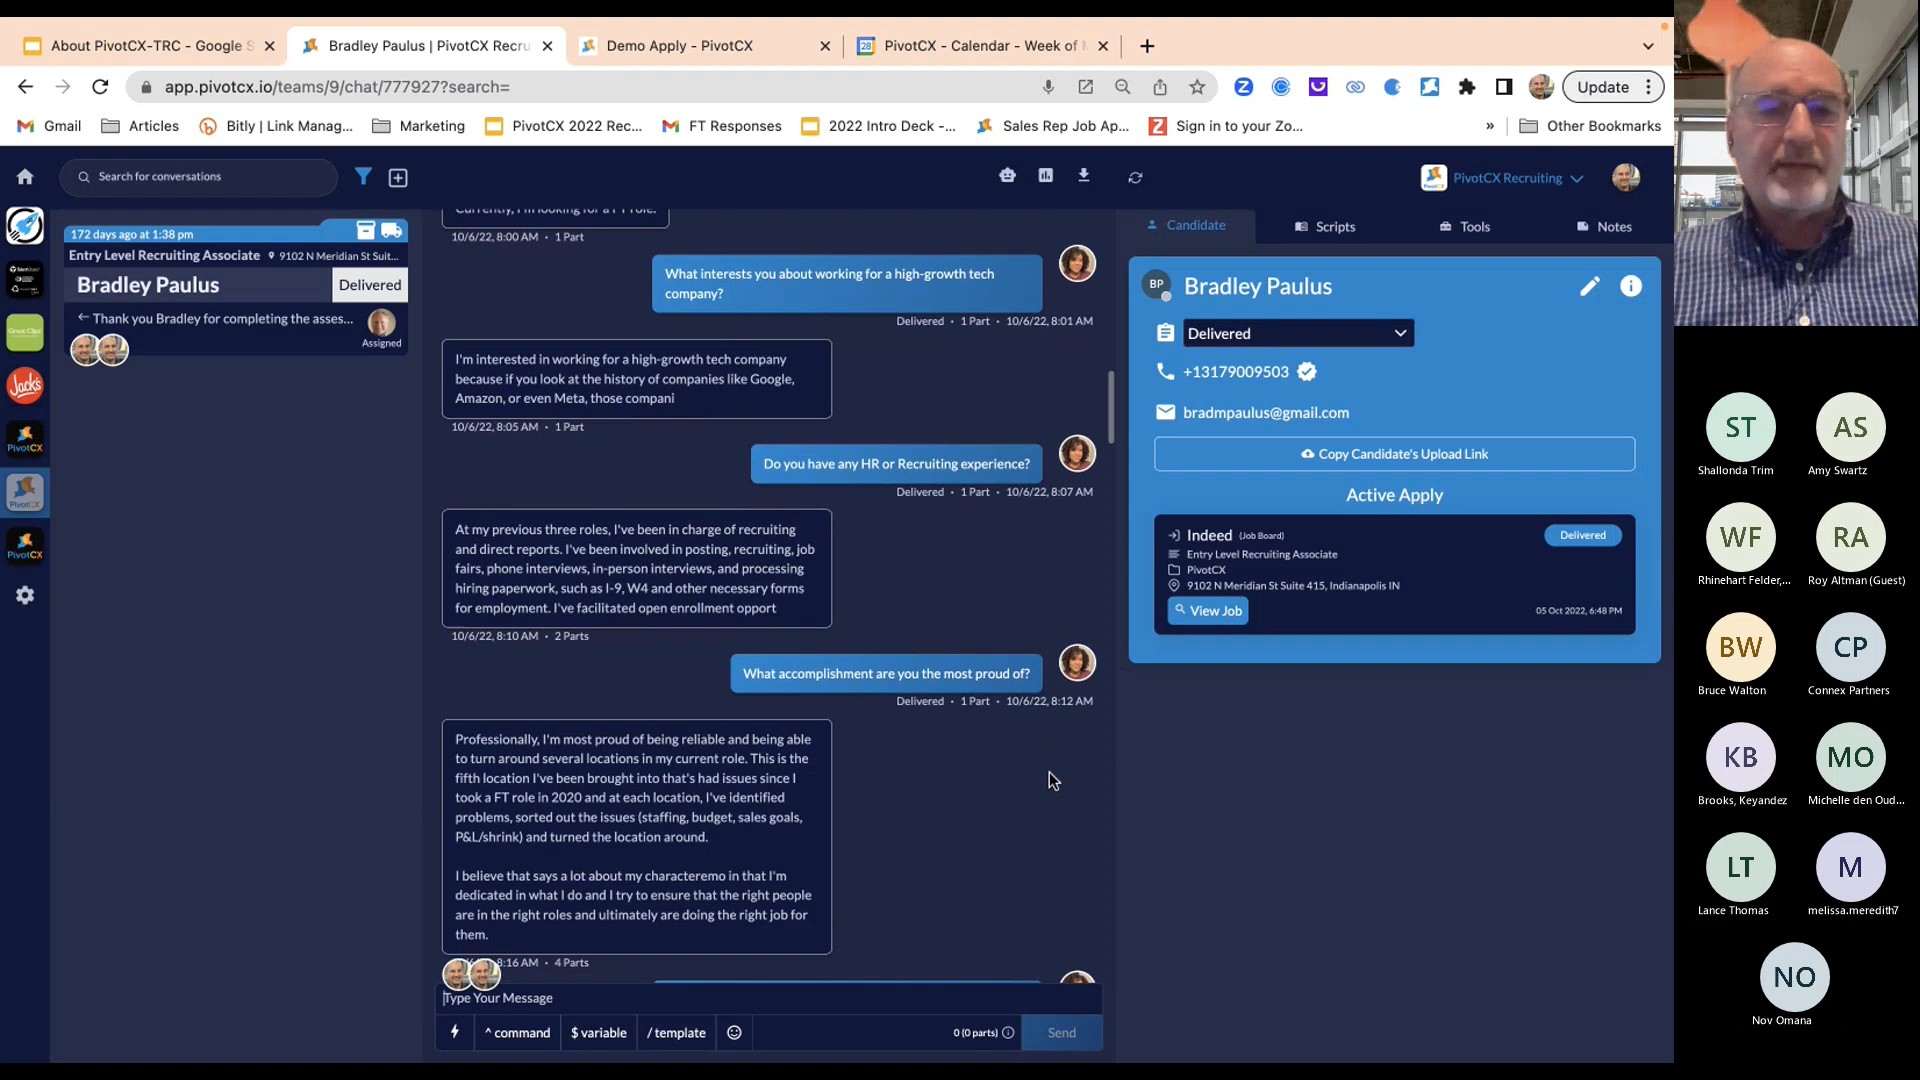 About PivotCX-TRC - Google S
Bradley Paulus | PivotCX Recru
Demo Apply - PivotCX
28
PivotCX - Calendar - Week of M
app.pivotcx.io/teams/9/chat/777927?search=
Update
Gmail
Articles
Bitly | Link Manag...
Marketing
PivotCX 2022 Rec...
FT Responses
2022 Intro Deck -...
Sales Rep Job Ap...
Sign in to your Zo...
»
Other Bookmarks
Search for conversations
PivotCX Recruiting
172 days ago at 1:38 pm
Entry Level Recruiting Associate
9102 N Meridian St Suit...
Bradley Paulus
Delivered
Thank you Bradley for completing the asses...
Assigned
Great Clips
Jack's
PivotCX
PivotCX
PivotCX
Currently, I'm looking for a FT role.
10/6/22, 8:00 AM • 1 Part
What interests you about working for a high-growth tech
company?
Delivered • 1 Part • 10/6/22, 8:01 AM
I'm interested in working for a high-growth tech company
because if you look at the history of companies like Google,
Amazon, or even Meta, those compani
10/6/22, 8:05 AM • 1 Part
Do you have any HR or Recruiting experience?
Delivered • 1 Part • 10/6/22, 8:07 AM
At my previous three roles, I've been in charge of recruiting
and direct reports. I've been involved in posting, recruiting, job
fairs, phone interviews, in-person interviews, and processing
hiring paperwork, such as I-9, W4 and other necessary forms
for employment. I've facilitated open enrollment opport
10/6/22, 8:10 AM • 2 Parts
What accomplishment are you the most proud of?
Delivered • 1 Part • 10/6/22, 8:12 AM
Professionally, I'm most proud of being reliable and being able
to turn around several locations in my current role. This is the
fifth location I've been brought into that's had issues since I
took a FT role in 2020 and at each location, I've identified
problems, sorted out the issues (staffing, budget, sales goals,
P&L/shrink) and turned the location around.
I believe that says a lot about my characteremo in that I'm
dedicated in what I do and I try to ensure that the right people
are in the right roles and ultimately are doing the right job for
them.
8:16 AM • 4 Parts
Type Your Message
^ command
$ variable
/ template
0 (0 parts)
Send
Candidate
Scripts
Tools
Notes
BP
Bradley Paulus
Delivered
+13179009503
bradmpaulus@gmail.com
Copy Candidate's Upload Link
Active Apply
Indeed (Job Board)
Delivered
Entry Level Recruiting Associate
PivotCX
9102 N Meridian St Suite 415, Indianapolis IN
View Job
05 Oct 2022, 6:48 PM
ST
AS
Shallonda Trim
Amy Swartz
WF
RA
Rhinehart Felder,...
Roy Altman (Guest)
BW
CP
Bruce Walton
Connex Partners
KB
MO
Brooks, Keyandez
Michelle den Oud...
LT
M
Lance Thomas
melissa.meredith7
NO
Nov Omana